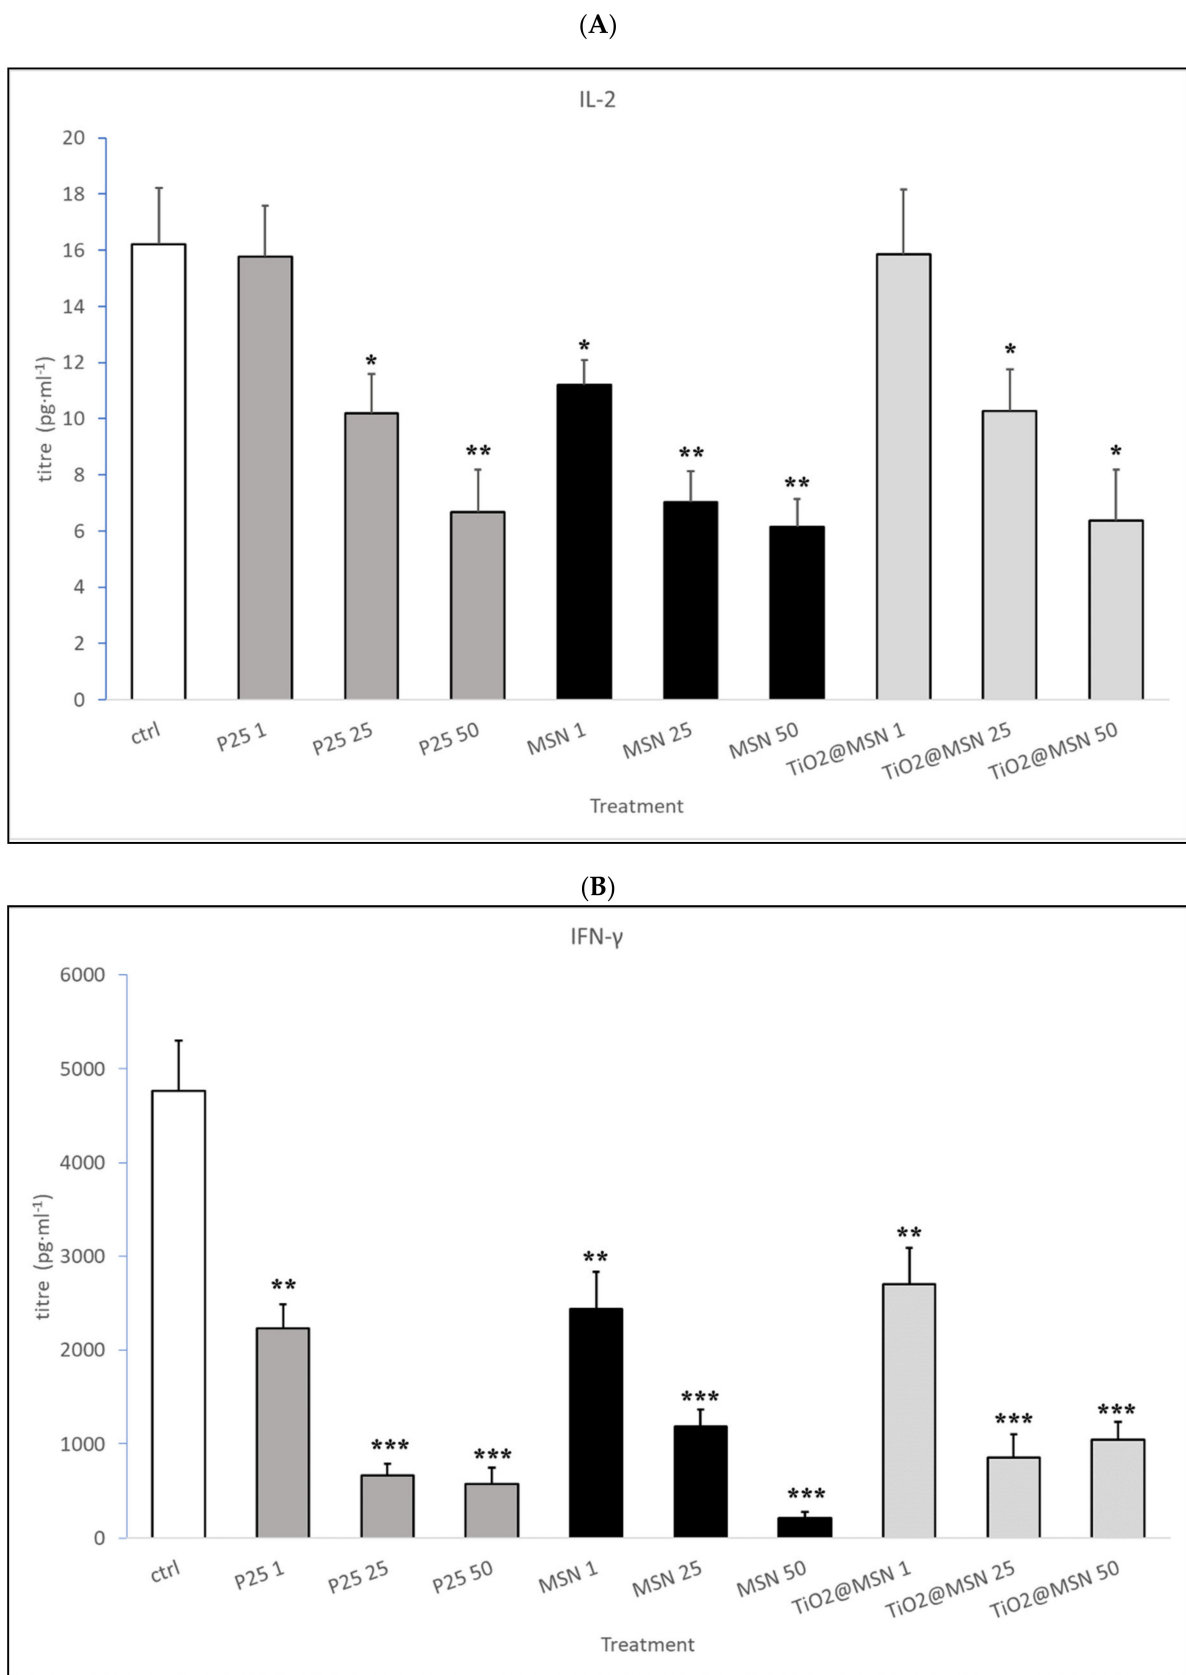 (A)
IL-2
20
18
16
14
12
10
8
6
4
2
0
titre (pg·ml⁻¹)
*
**
*
**
**
*
*
ctrl
P25 1
P25 25
P25 50
MSN 1
MSN 25
MSN 50
TiO2@MSN 1
TiO2@MSN 25
TiO2@MSN 50
Treatment
(B)
IFN-γ
6000
5000
4000
3000
2000
1000
0
titre (pg·ml⁻¹)
**
***
***
**
***
***
**
***
***
ctrl
P25 1
P25 25
P25 50
MSN 1
MSN 25
MSN 50
TiO2@MSN 1
TiO2@MSN 25
TiO2@MSN 50
Treatment